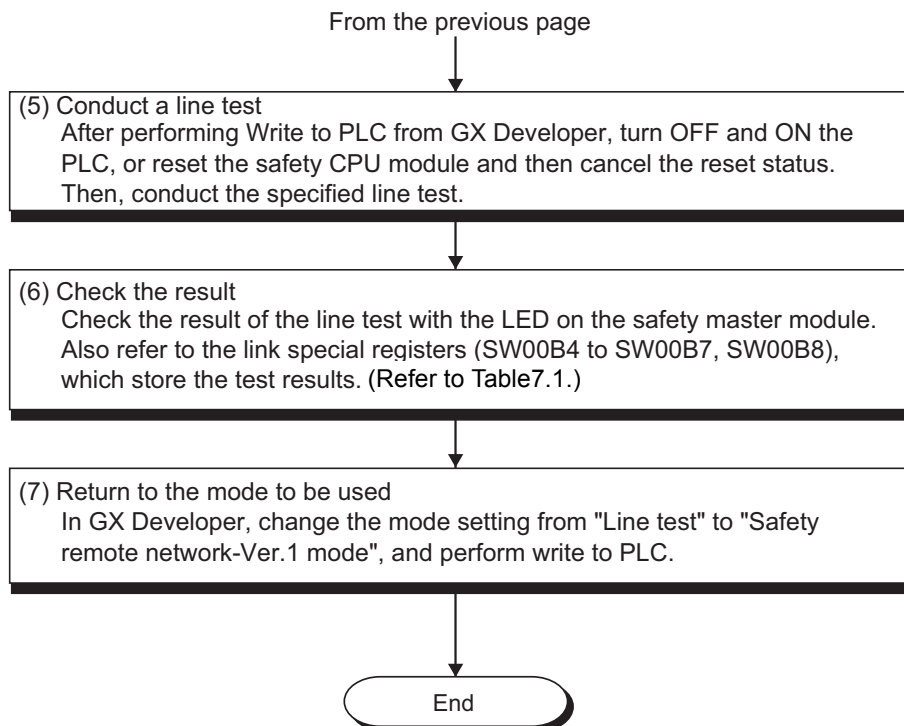 From the previous page
(5) Conduct a line test
After performing Write to PLC from GX Developer, turn OFF and ON the
PLC, or reset the safety CPU module and then cancel the reset status.
Then, conduct the specified line test.
(6) Check the result
Check the result of the line test with the LED on the safety master module.
Also refer to the link special registers (SW00B4 to SW00B7, SW00B8),
which store the test results. (Refer to Table7.1.)
(7) Return to the mode to be used
In GX Developer, change the mode setting from "Line test" to "Safety
remote network-Ver.1 mode", and perform write to PLC.
End